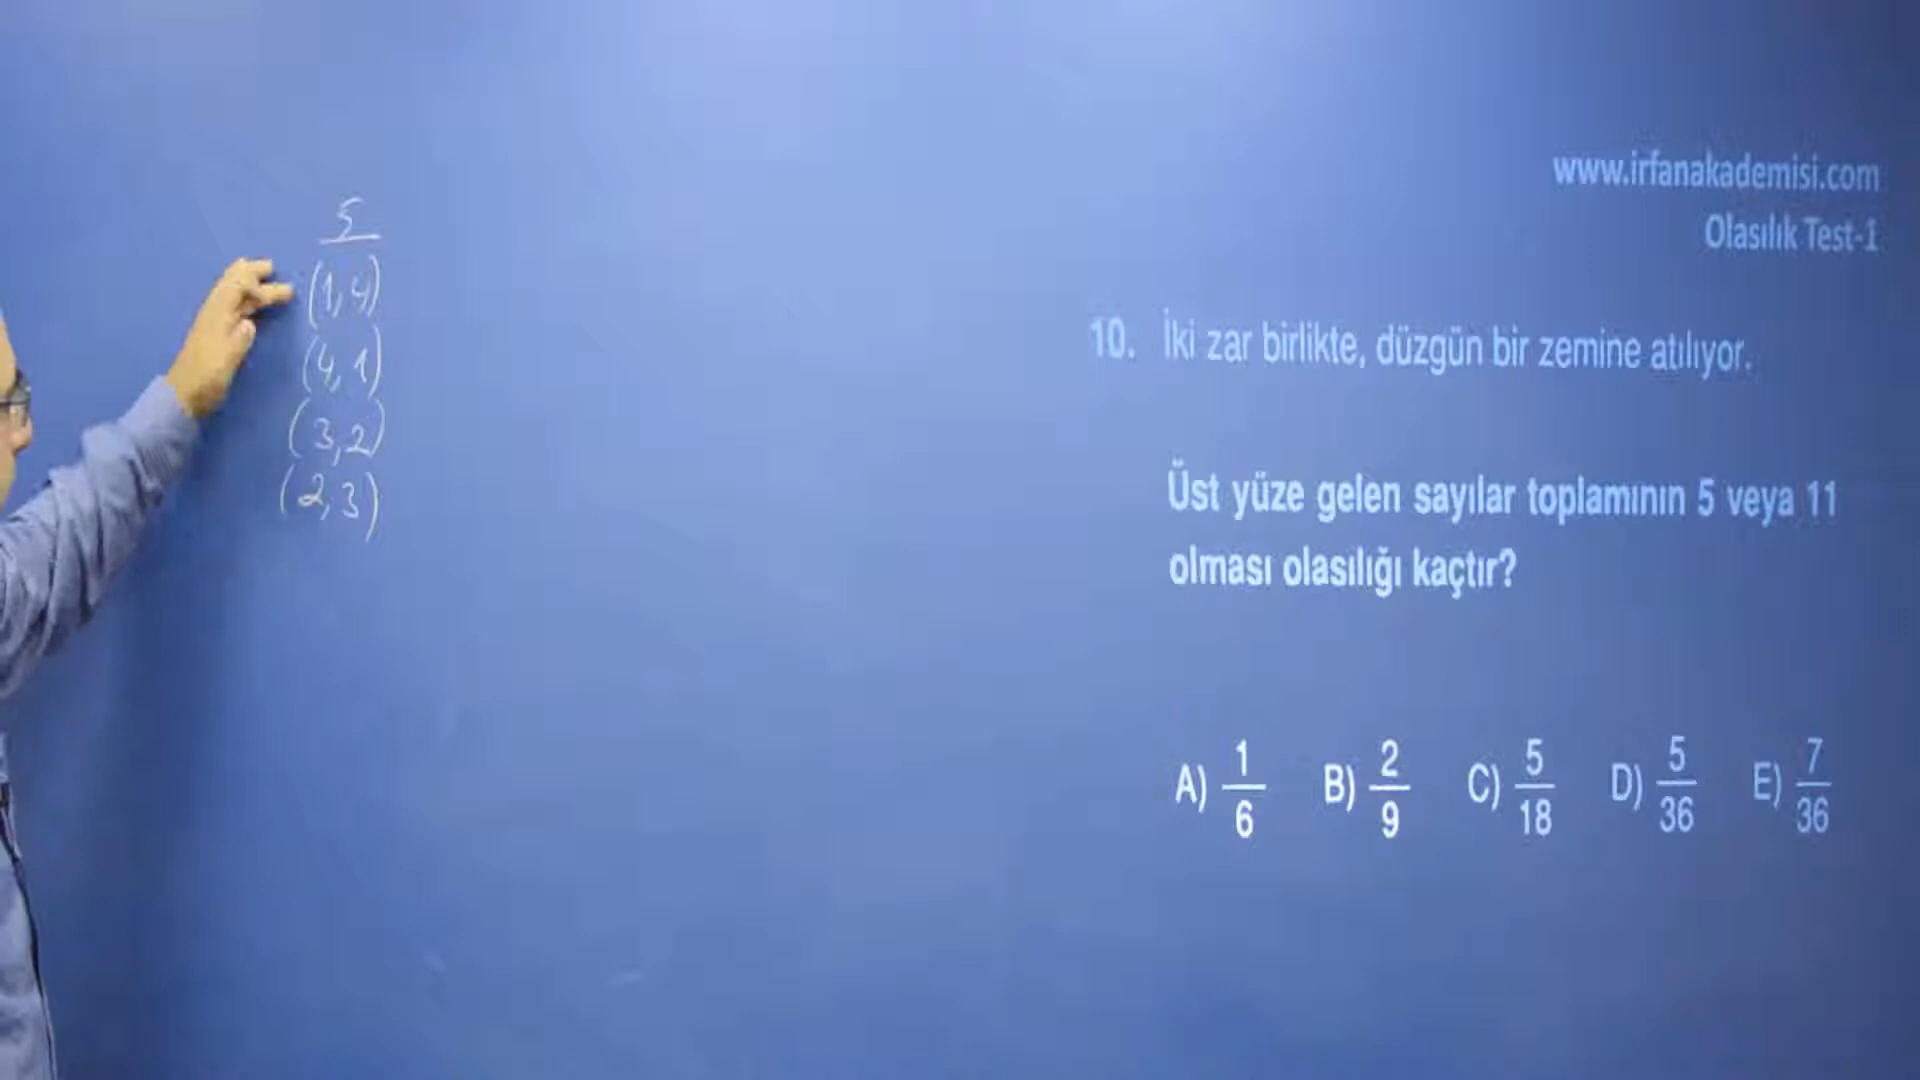 www.irfanakademisi.com
Olasılık Test-1
5
(1,4)
(4,1)
(3,2)
(2,3)
10. İki zar birlikte, düzgün bir zemine atılıyor.
Üst yüze gelen sayılar toplamının 5 veya 11
olması olasılığı kaçtır?
A) 1/6 B) 2/9 C) 5/18 D) 5/36 E) 7/36